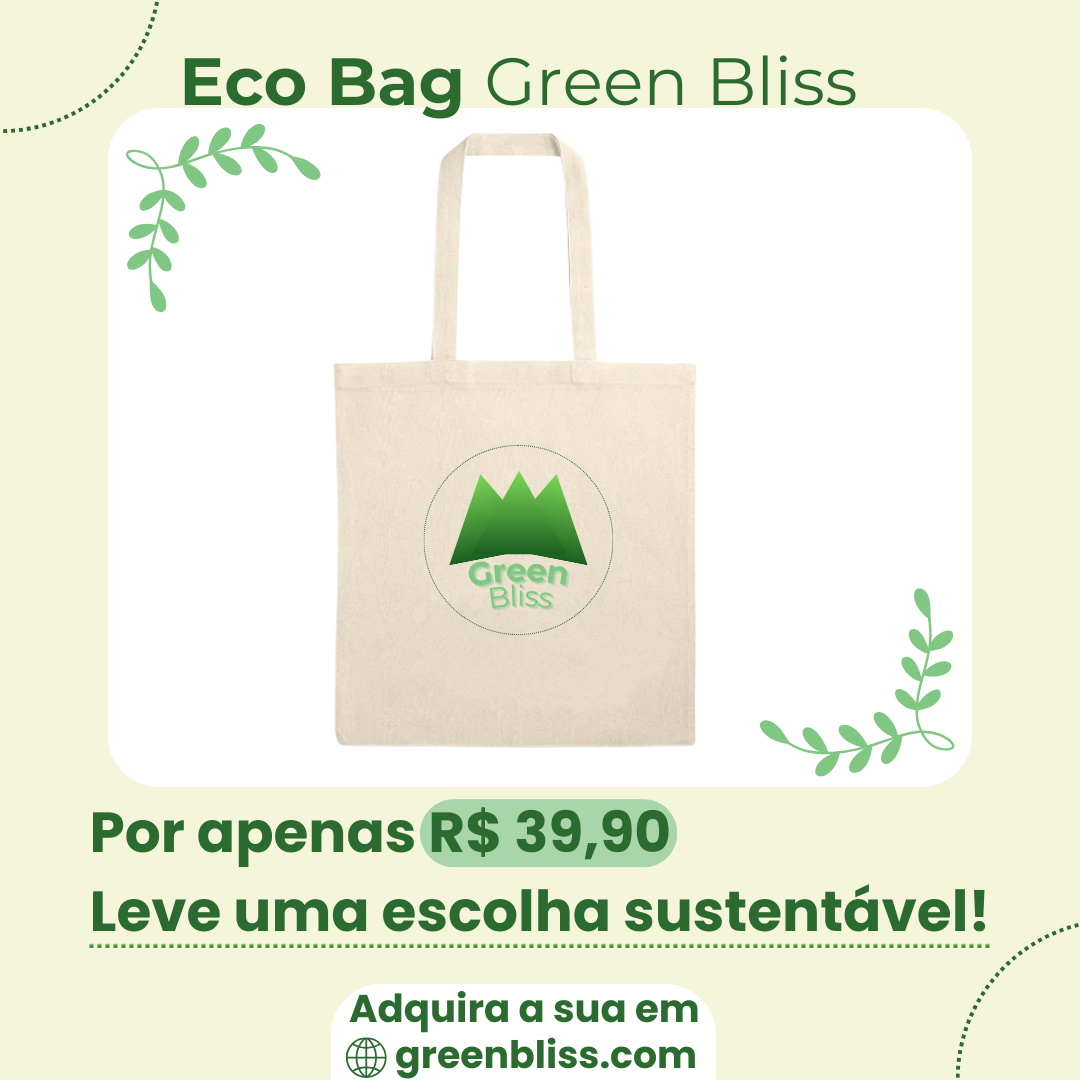 Eco Bag Green Bliss
Green
Bliss
Por apenas R$ 39,90
Leve uma escolha sustentável!
Adquira a sua em
greenbliss.com